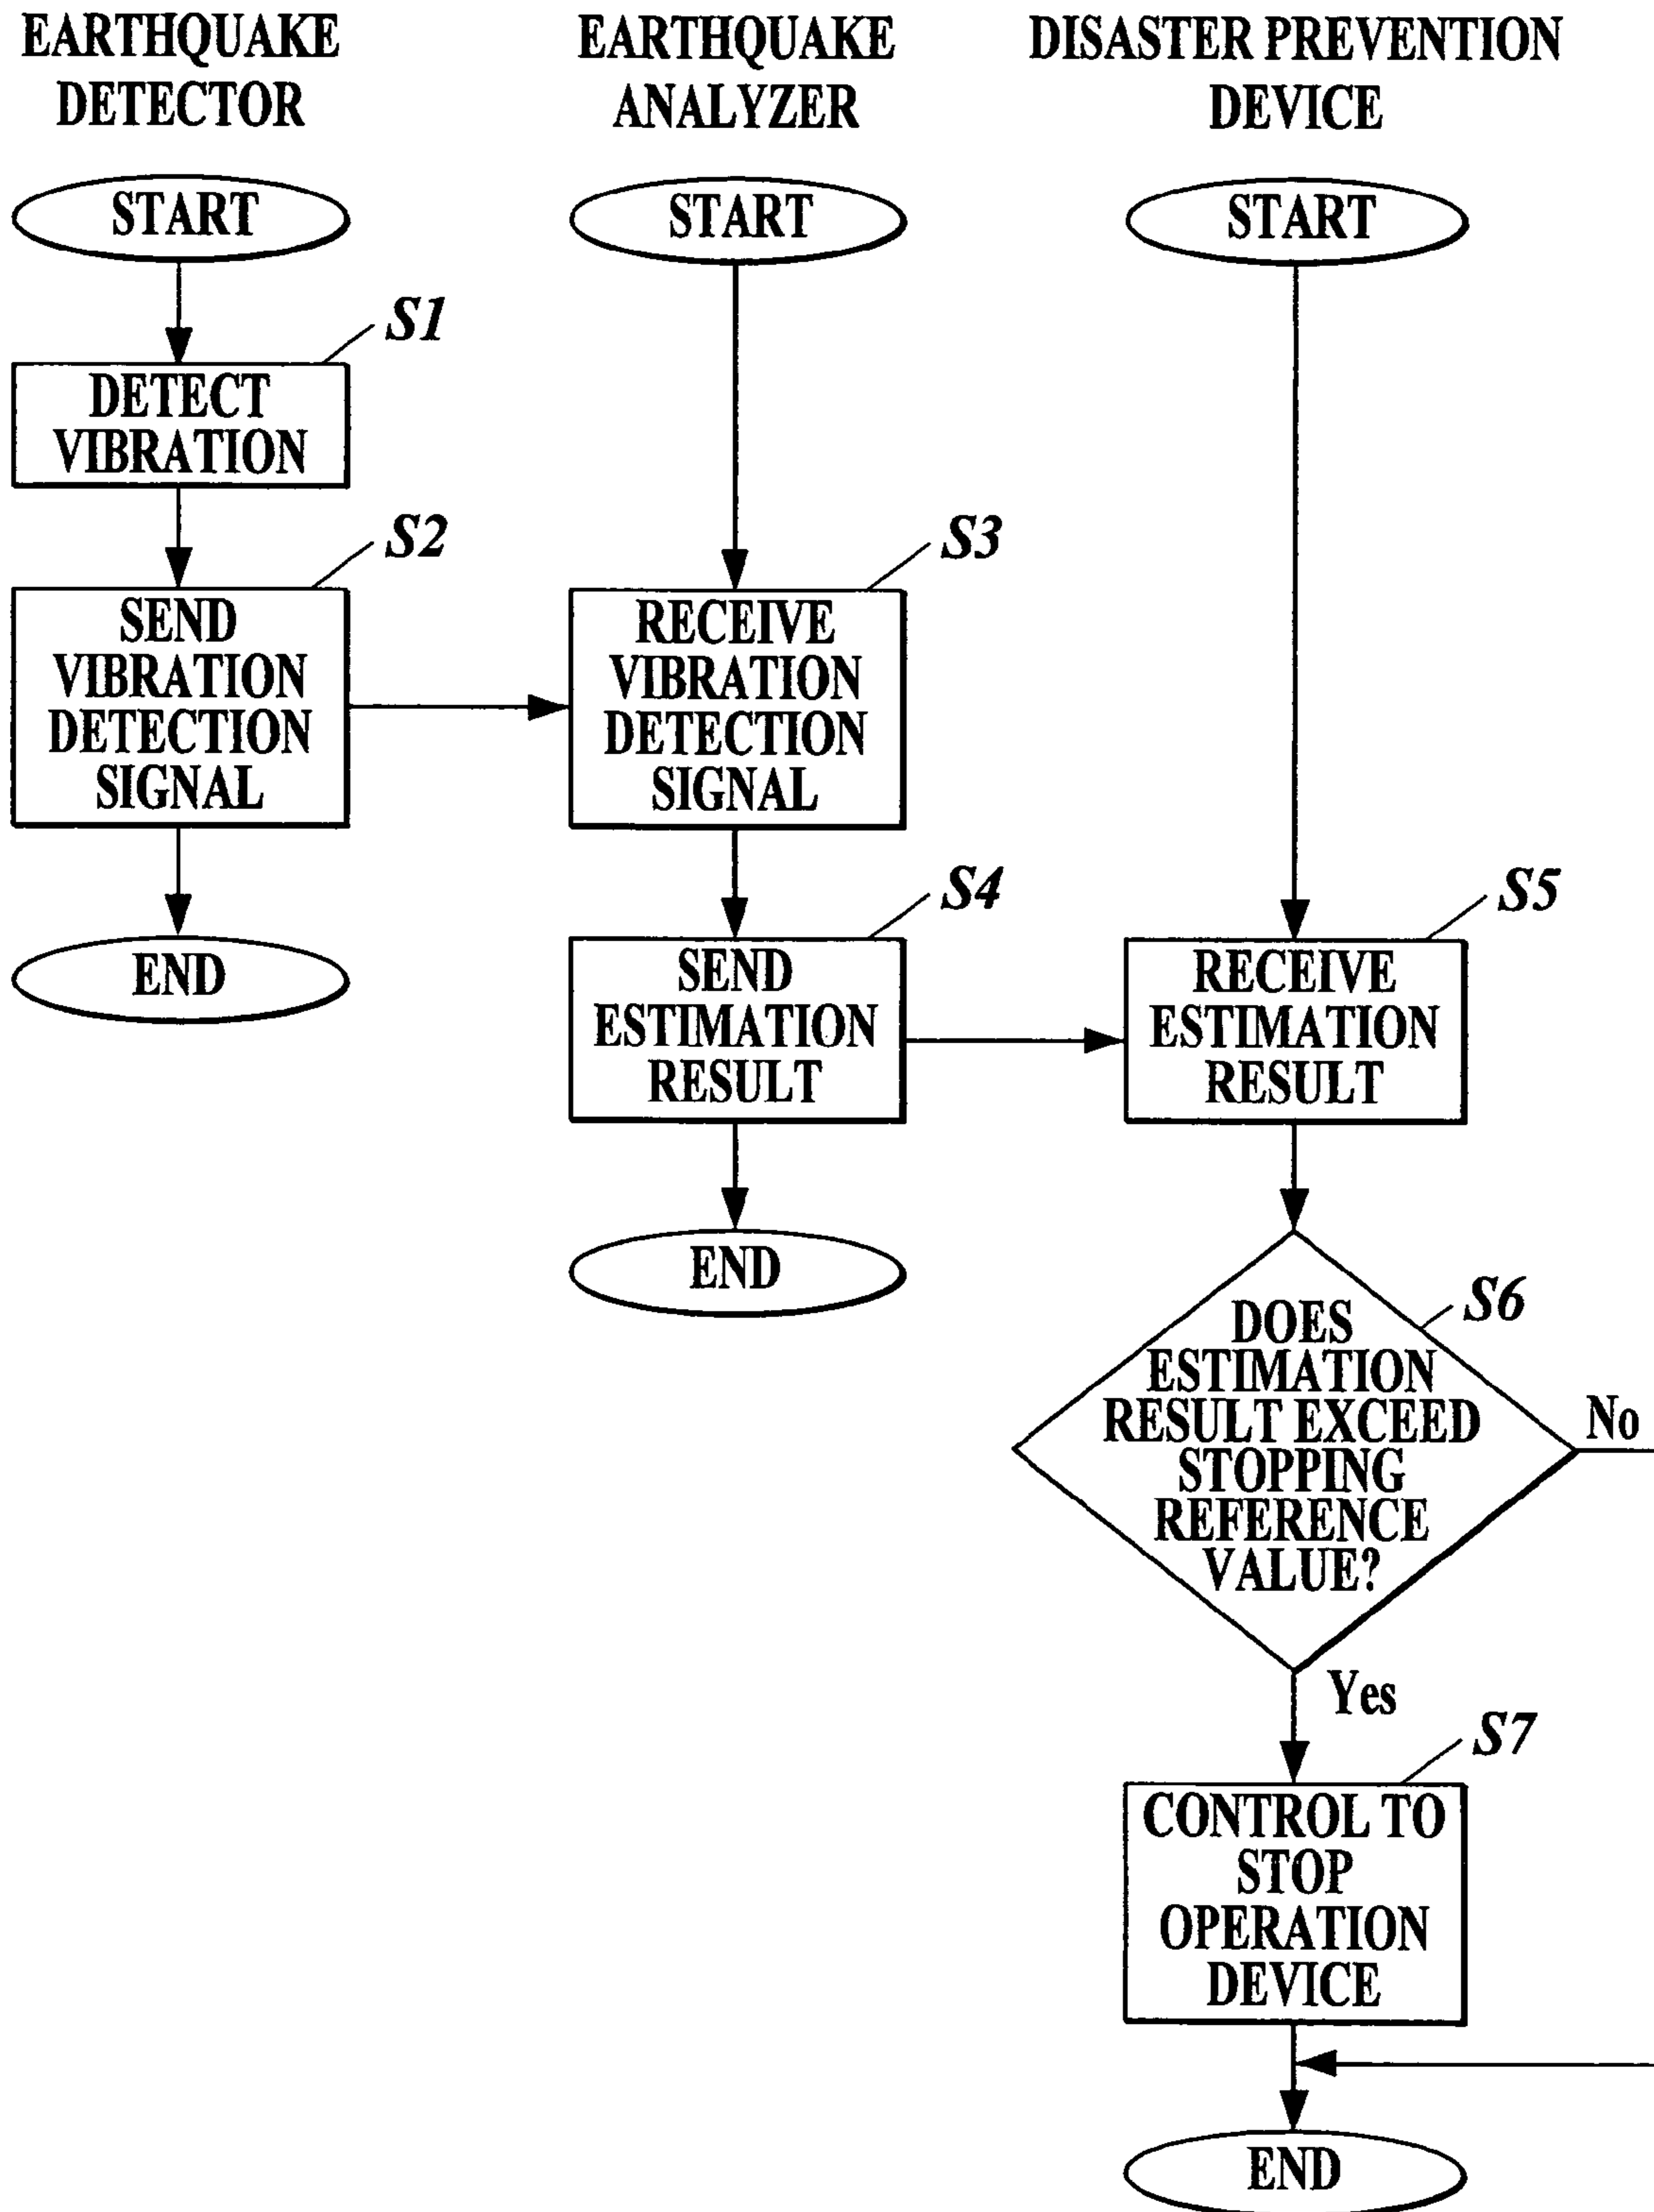 EARTHQUAKE
DETECTOR
EARTHQUAKE
ANALYZER
DISASTER PREVENTION
DEVICE
START
START
START
S1
DETECT
VIBRATION
S2
SEND
VIBRATION
DETECTION
SIGNAL
S3
RECEIVE
VIBRATION
DETECTION
SIGNAL
END
S4
SEND
ESTIMATION
RESULT
S5
RECEIVE
ESTIMATION
RESULT
END
S6
DOES
ESTIMATION
RESULT EXCEED
STOPPING
REFERENCE
VALUE?
No
Yes
S7
CONTROL TO
STOP
OPERATION
DEVICE
END